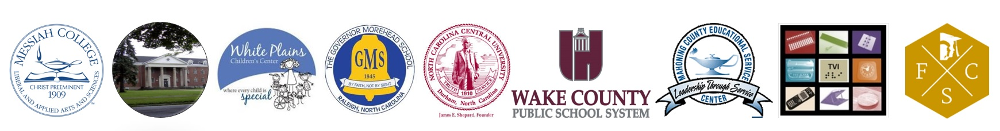 MESSIAH COLLEGE
CHRIST PREEMINENT
1909
LIBERAL AND APPLIED ARTS AND SCIENCES
TM
White Plains
Children's Center
where every child is
special
THE GOVERNOR MOREHEAD SCHOOL
GMS
1845
BY FAITH, NOT BY SIGHT
RALEIGH, NORTH CAROLINA
NORTH CAROLINA CENTRAL UNIVERSITY
TRUTH SERVICE
1910
Durham, North Carolina
James E. Shepard, Founder
WAKE COUNTY
PUBLIC SCHOOL SYSTEM
MAHONING COUNTY EDUCATIONAL SERVICE
Leadership Through Service
CENTER
TVI
F C
S